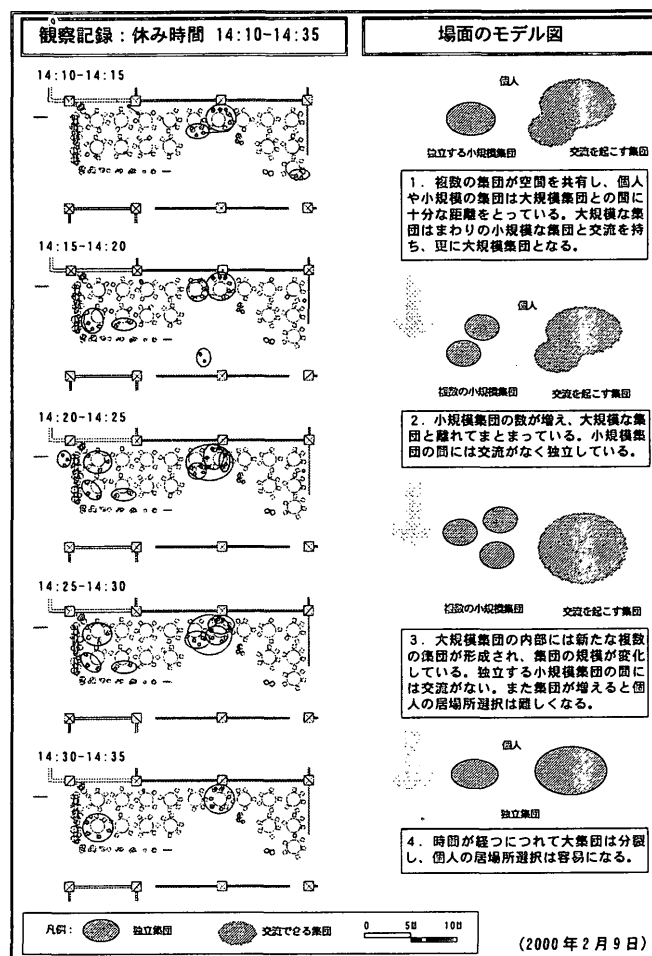 観察記録：休み時間 14:10-14:35
14:10-14:15
14:15-14:20
14:20-14:25
14:25-14:30
14:30-14:35
場面のモデル図
個人
独立する小規模集団
交流を起こす集団
1．複数の集団が空間を共有し、個人
や小規模の集団は大規模集団との間に
十分な距離をとっている。大規模な集
団はまわりの小規模な集団と交流を持
ち、更に大規模集団となる。
個人
複数の小規模集団
交流を起こす集団
2．小規模集団の数が増え、大規模な集
団と離れてまとまっている。小規模集
団の間には交流がなく独立している。
複数の小規模集団
交流を起こす集団
3．大規模集団の内部には新たな複数
の集団が形成され、集団の規模が変化
している。独立する小規模集団の間に
は交流がない。また集団が増えると個
人の居場所選択は難しくなる。
個人
独立集団
4．時間が経つにつれて大集団は分裂
し、個人の居場所選択は容易になる。
凡例：
独立集団
交流できる集団
0 5m 10m
(2000年2月9日)